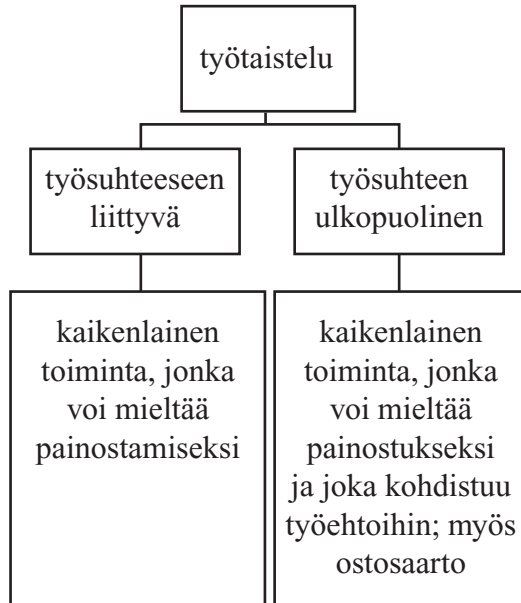 työtaistelu
työsuhteeseen
liittyvä
työsuhteen
ulkopuolinen
kaikenlainen
toiminta, jonka
voi mieltää
painostamiseksi
kaikenlainen
toiminta, jonka
voi mieltää
painostukseksi
ja joka kohdistuu
työehtoihin; myös
ostosaarto